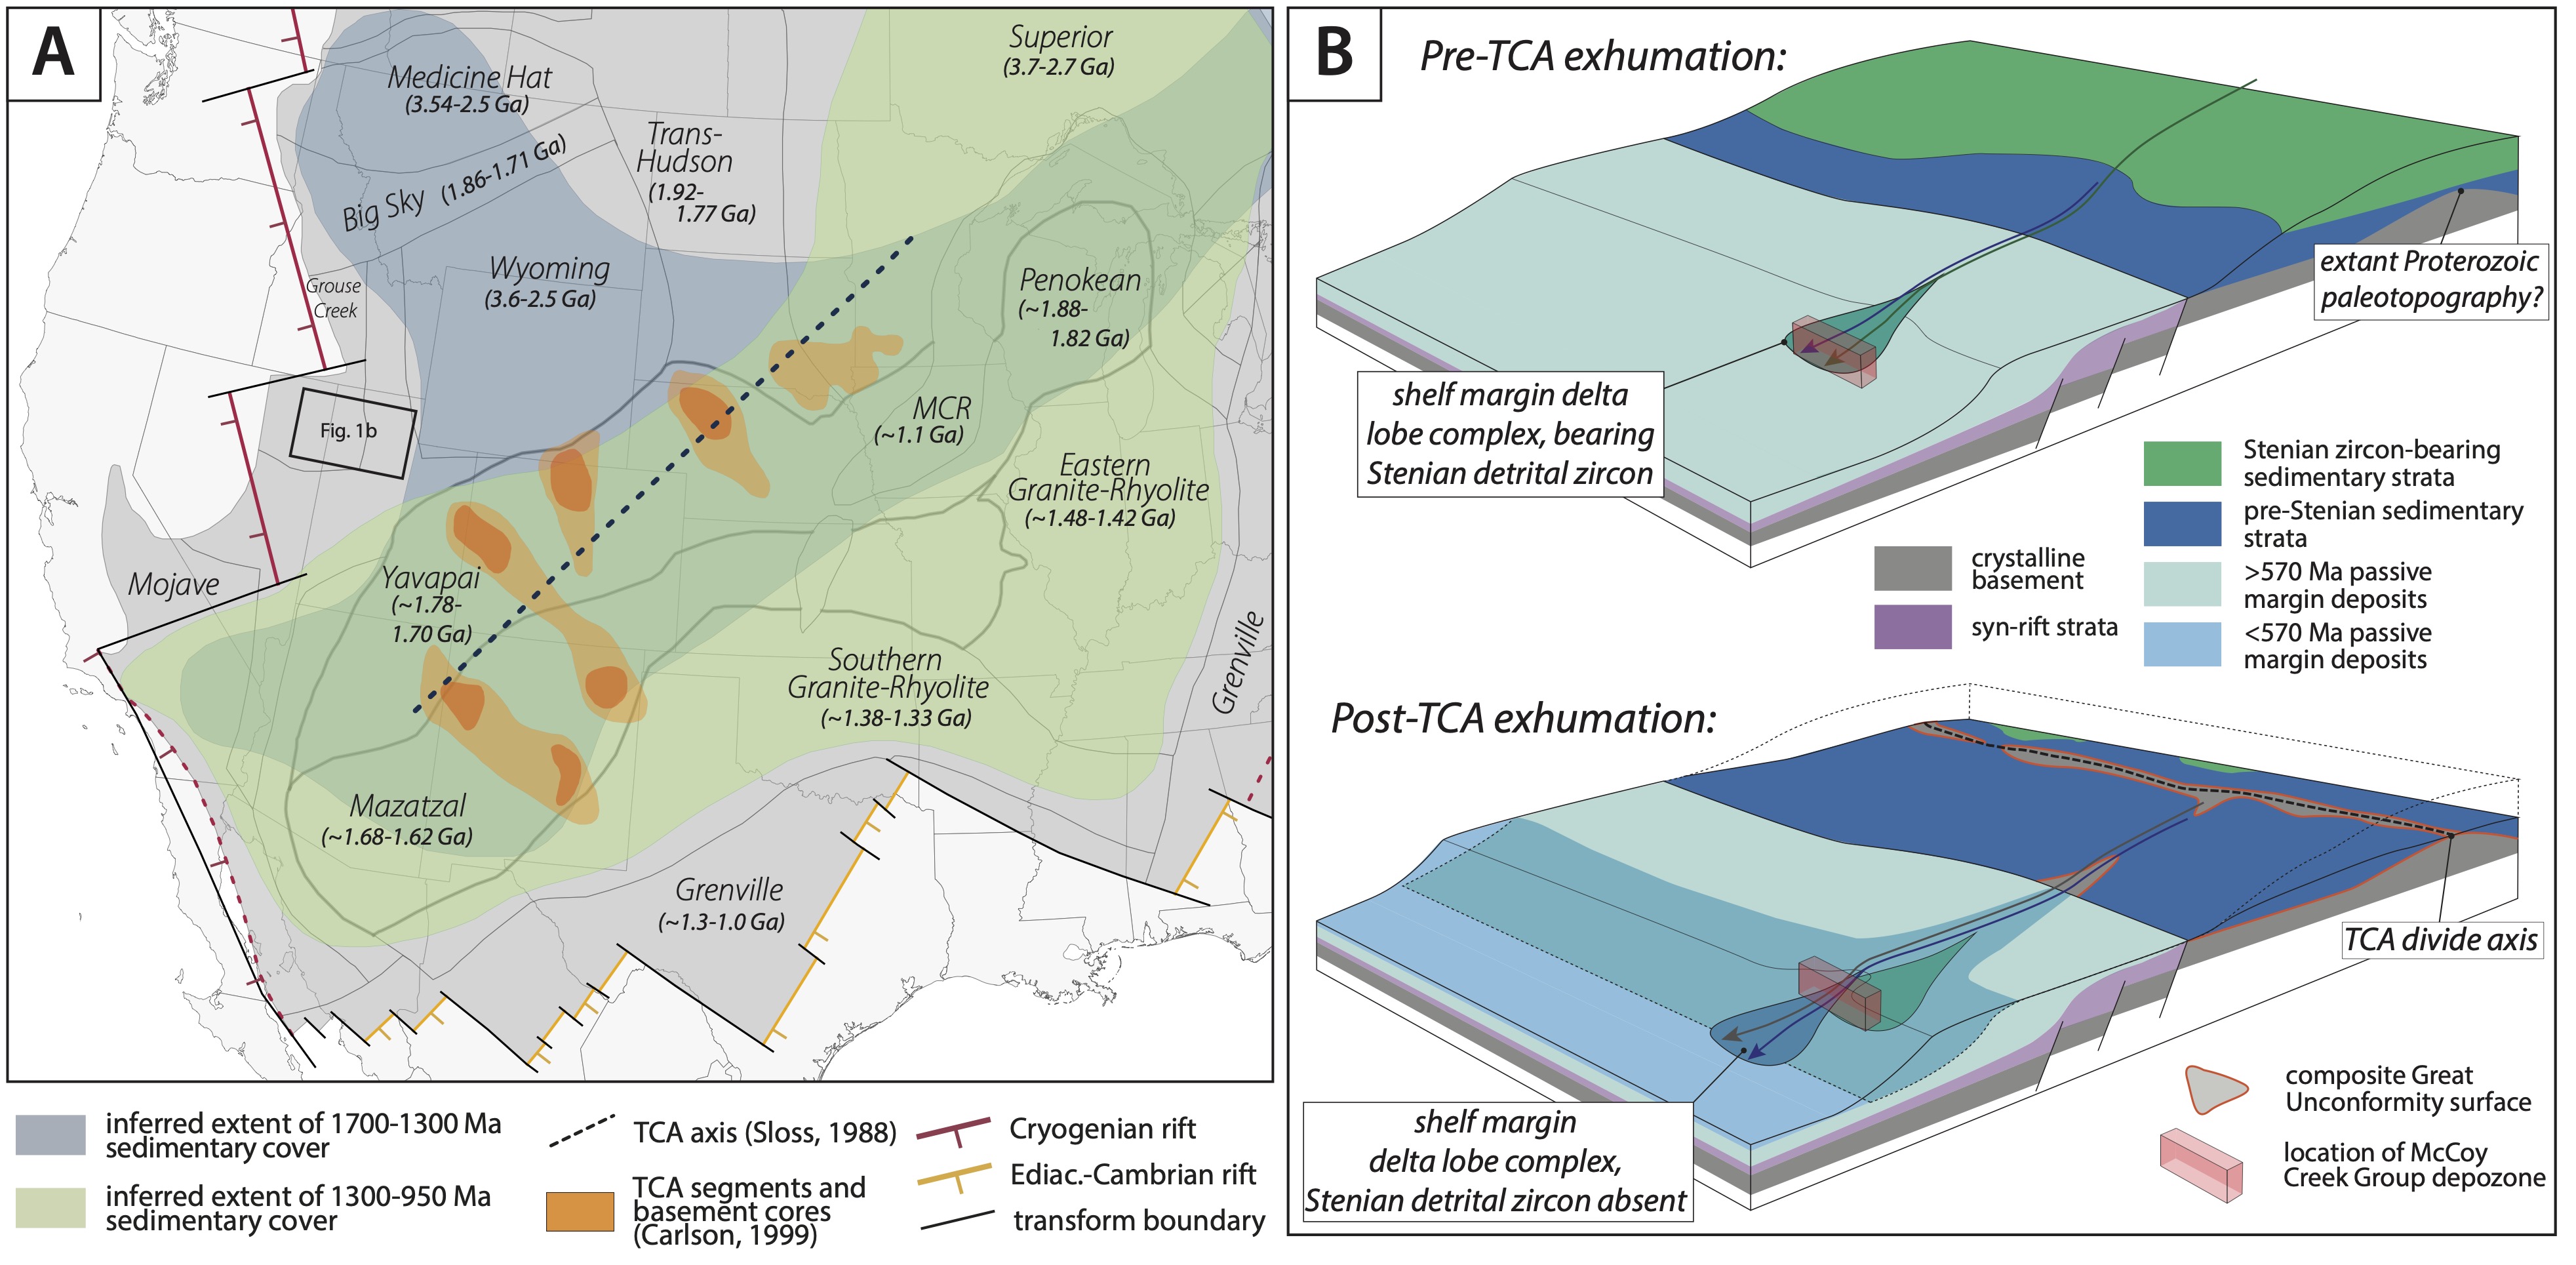 A
Medicine Hat
(3.54-2.5 Ga)
Superior
(3.7-2.7 Ga)
Trans-
Hudson
(1.92-
1.77 Ga)
Big Sky (1.86-1.71 Ga)
Wyoming
(3.6-2.5 Ga)
Grouse
Creek
Penokean
(~1.88-
1.82 Ga)
Fig. 1b
MCR
(~1.1 Ga)
Eastern
Granite-Rhyolite
(~1.48-1.42 Ga)
Mojave
Yavapai
(~1.78-
1.70 Ga)
Southern
Granite-Rhyolite
(~1.38-1.33 Ga)
Grenville
Mazatzal
(~1.68-1.62 Ga)
Grenville
(~1.3-1.0 Ga)
inferred extent of 1700-1300 Ma
sedimentary cover
inferred extent of 1300-950 Ma
sedimentary cover
TCA axis (Sloss, 1988)
TCA segments and
basement cores
(Carlson, 1999)
Cryogenian rift
Ediac.-Cambrian rift
transform boundary
B
Pre-TCA exhumation:
extant Proterozoic
paleotopography?
shelf margin delta
lobe complex, bearing
Stenian detrital zircon
crystalline
basement
syn-rift strata
Stenian zircon-bearing
sedimentary strata
pre-Stenian sedimentary
strata
>570 Ma passive
margin deposits
<570 Ma passive
margin deposits
Post-TCA exhumation:
TCA divide axis
shelf margin
delta lobe complex,
Stenian detrital zircon absent
composite Great
Unconformity surface
location of McCoy
Creek Group depozone